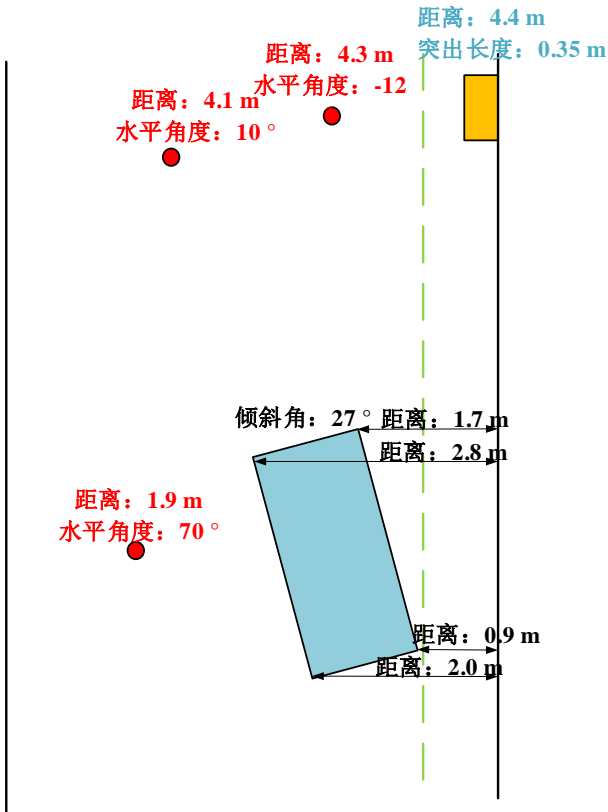 距离：4.4 m
突出长度：0.35 m
距离：4.3 m
水平角度：-12
距离：4.1 m
水平角度：10 °
倾斜角：27 °
距离：1.7 m
距离：2.8 m
距离：1.9 m
水平角度：70 °
距离：0.9 m
距离：2.0 m